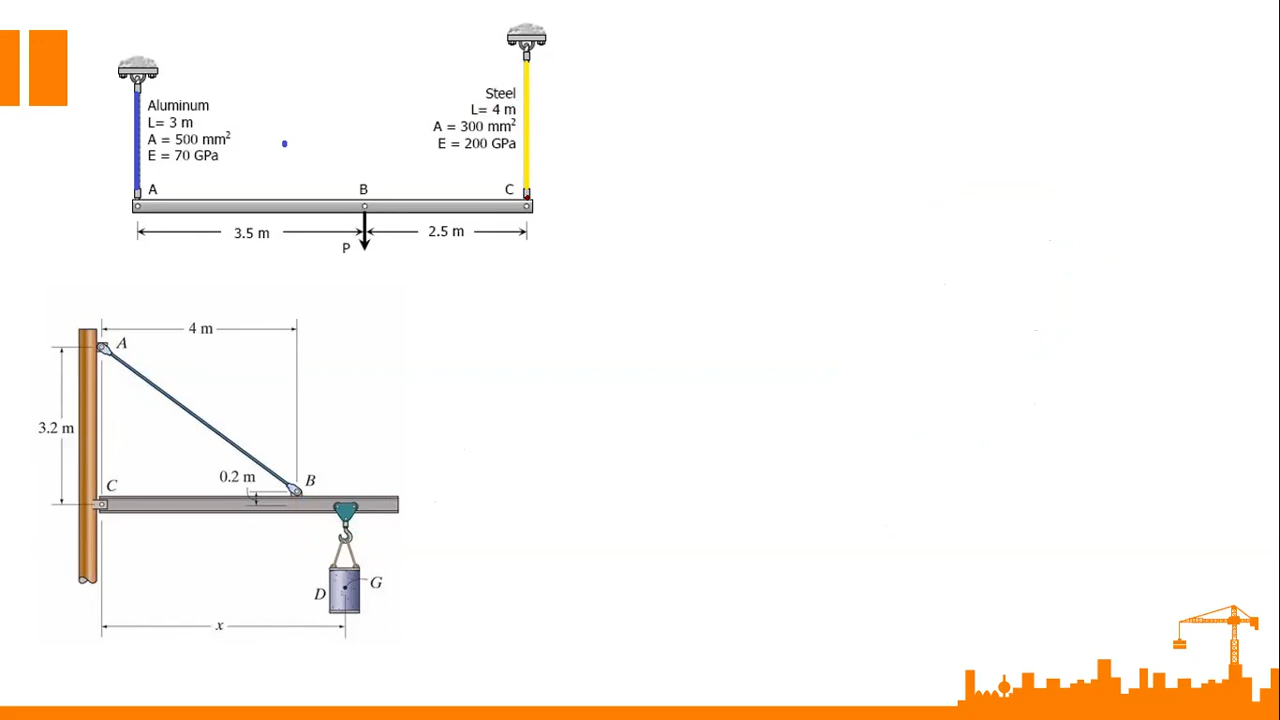 Aluminum
L= 3 m
A = 500 mm²
E = 70 GPa
Steel
L= 4 m
A = 300 mm²
E = 200 GPa
A
B
C
3.5 m
2.5 m
P
4 m
A
3.2 m
0.2 m
B
C
D
G
x